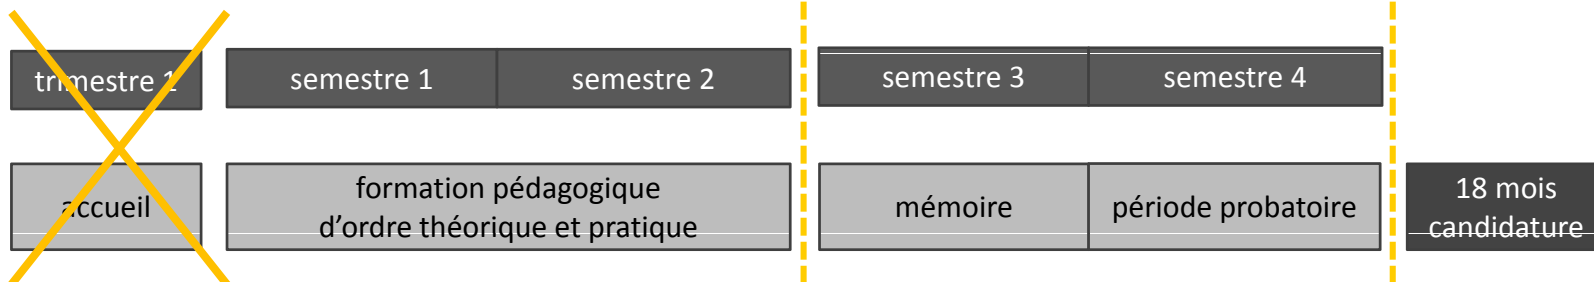 trimestre 1
semestre 1
semestre 2
semestre 3
semestre 4
accueil
formation pédagogique
d'ordre théorique et pratique
mémoire
période probatoire
18 mois
candidature